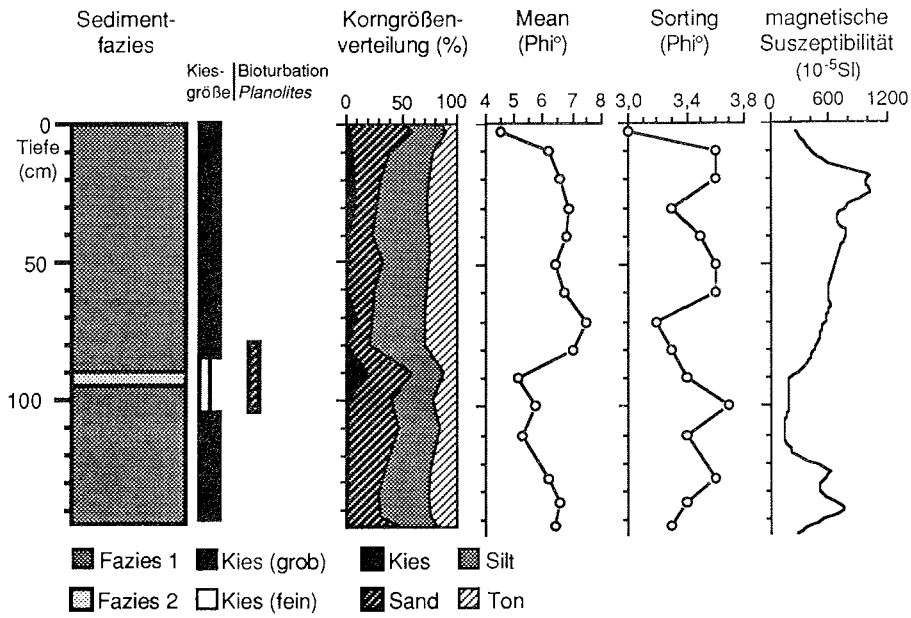 Sediment-
fazies
Kies-
größe
Bioturbation
Planolites
Korngrößen-
verteilung (%)
Mean
(Phi°)
Sorting
(Phi°)
magnetische
Suszeptibilität
(10-5SI)
0 50 100
4 5 6 7 8
3,0 3,4 3,8
0 600 1200
0
Tiefe
(cm)
50
100
Fazies 1 Kies (grob) Kies Silt
Fazies 2 Kies (fein) Sand Ton